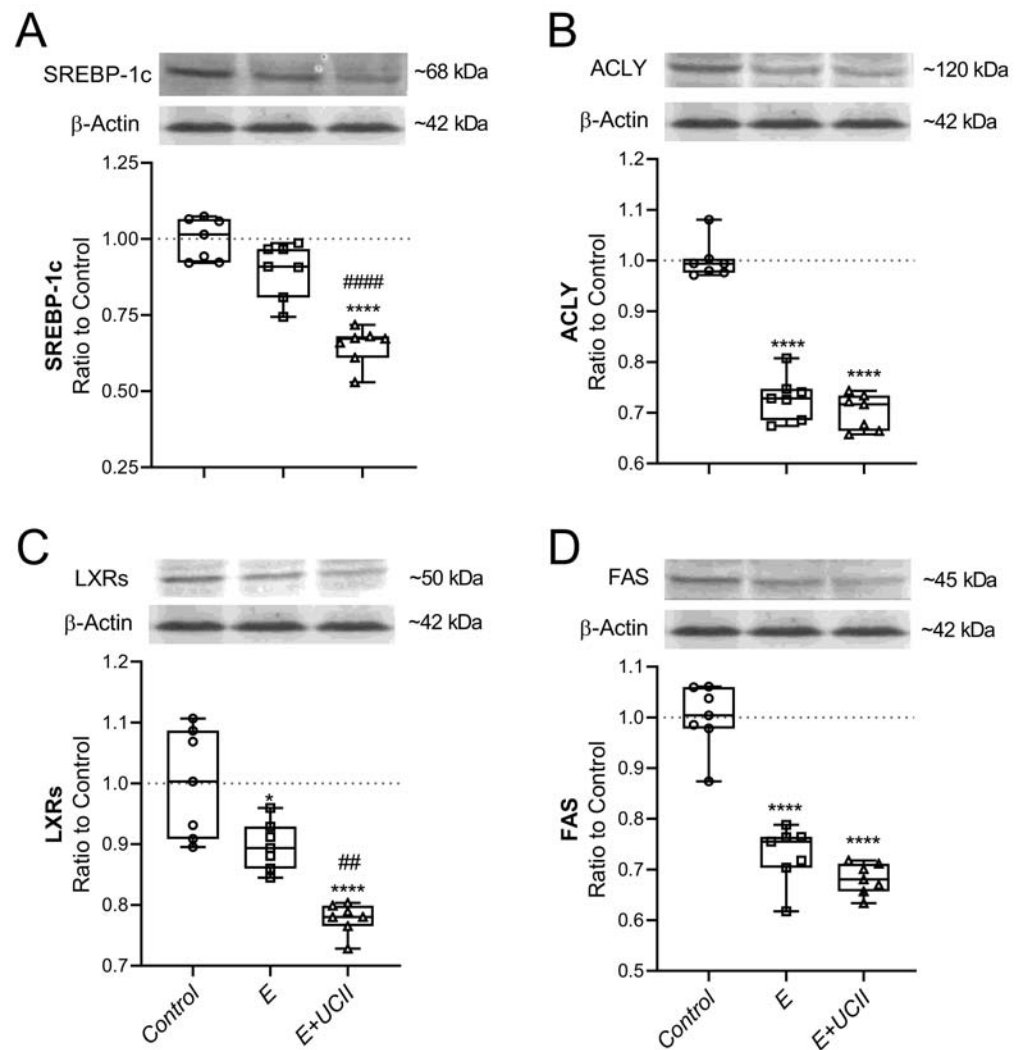 A
SREBP-1c
~68 kDa
β-Actin
~42 kDa
1.25
1.00
0.75
0.50
0.25
SREBP-1c
Ratio to Control
####
****
B
ACLY
~120 kDa
β-Actin
~42 kDa
1.2
1.1
1.0
0.9
0.8
0.7
0.6
ACLY
Ratio to Control
****
****
C
LXRs
~50 kDa
β-Actin
~42 kDa
1.2
1.1
1.0
0.9
0.8
0.7
LXRs
Ratio to Control
*
##
****
Control
E
E+UCII
D
FAS
~45 kDa
β-Actin
~42 kDa
1.1
1.0
0.9
0.8
0.7
0.6
0.5
FAS
Ratio to Control
****
****
Control
E
E+UCII